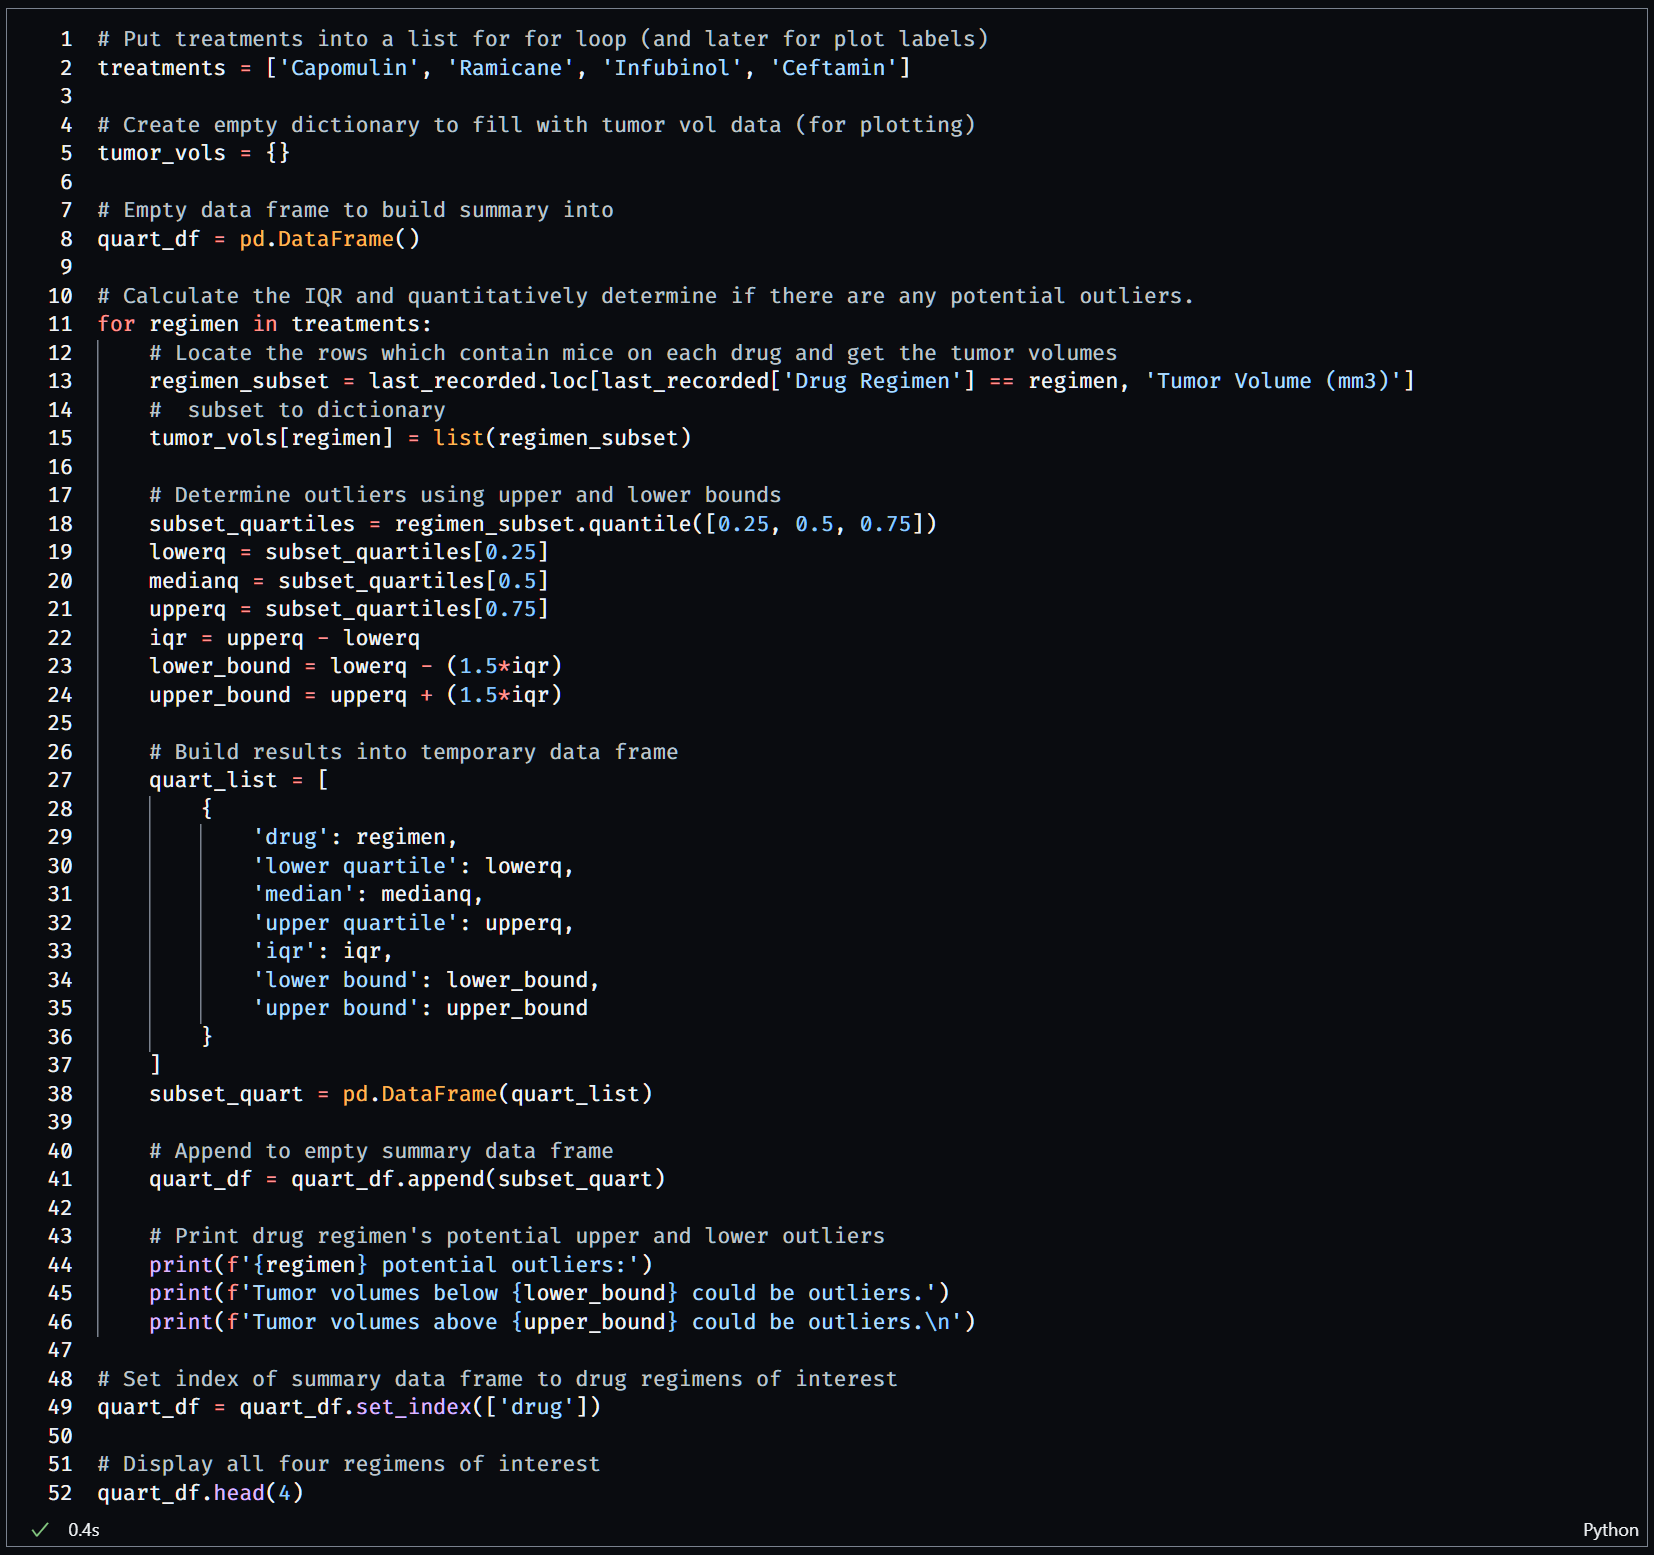 1 # Put treatments into a list for for loop (and later for plot labels)
2 treatments = ['Capomulin', 'Ramicane', 'Infubinol', 'Ceftamin']
3
4 # Create empty dictionary to fill with tumor vol data (for plotting)
5 tumor_vols = {}
6
7 # Empty data frame to build summary into
8 quart_df = pd.DataFrame()
9
10 # Calculate the IQR and quantitatively determine if there are any potential outliers.
11 for regimen in treatments:
12     # Locate the rows which contain mice on each drug and get the tumor volumes
13     regimen_subset = last_recorded.loc[last_recorded['Drug Regimen'] == regimen, 'Tumor Volume (mm3)']
14     #  subset to dictionary
15     tumor_vols[regimen] = list(regimen_subset)
16
17     # Determine outliers using upper and lower bounds
18     subset_quartiles = regimen_subset.quantile([0.25, 0.5, 0.75])
19     lowerq = subset_quartiles[0.25]
20     medianq = subset_quartiles[0.5]
21     upperq = subset_quartiles[0.75]
22     iqr = upperq - lowerq
23     lower_bound = lowerq - (1.5*iqr)
24     upper_bound = upperq + (1.5*iqr)
25
26     # Build results into temporary data frame
27     quart_list = [
28         {
29             'drug': regimen,
30             'lower quartile': lowerq,
31             'median': medianq,
32             'upper quartile': upperq,
33             'iqr': iqr,
34             'lower bound': lower_bound,
35             'upper bound': upper_bound
36         }
37     ]
38     subset_quart = pd.DataFrame(quart_list)
39
40     # Append to empty summary data frame
41     quart_df = quart_df.append(subset_quart)
42
43     # Print drug regimen's potential upper and lower outliers
44     print(f'{regimen} potential outliers:')
45     print(f'Tumor volumes below {lower_bound} could be outliers.')
46     print(f'Tumor volumes above {upper_bound} could be outliers.\n')
47
48 # Set index of summary data frame to drug regimens of interest
49 quart_df = quart_df.set_index(['drug'])
50
51 # Display all four regimens of interest
52 quart_df.head(4)
✓ 0.4s Python